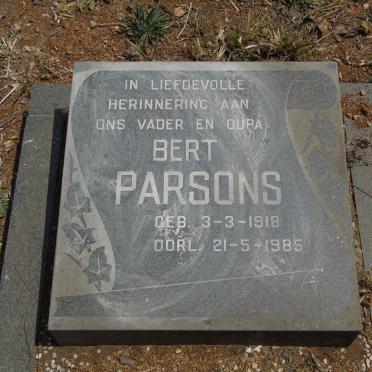 IN LIEFDEVOLLE
HERINNERING AAN
ONS VADER EN OUPA
BERT
PARSONS
GEB. 3-3-1918
OORL. 21-5-1985